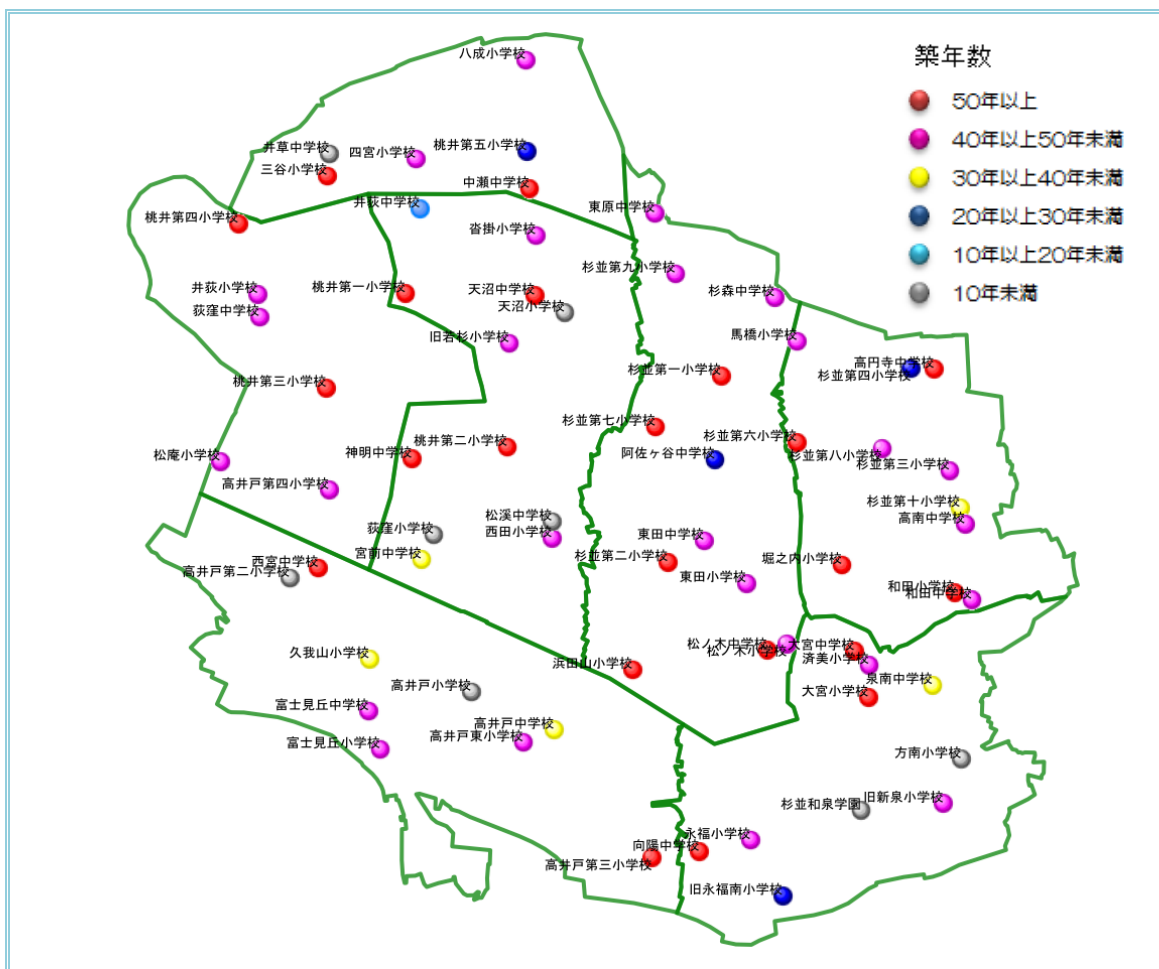 築年数
50年以上
40年以上50年未満
30年以上40年未満
20年以上30年未満
10年以上20年未満
10年未満
八成小学校
井草中学校
四宮小学校
桃井第五小学校
三谷小学校
中瀬中学校
井荻中学校
桃井第四小学校
東原中学校
沓掛小学校
杉並第九小学校
井荻小学校
桃井第一小学校
天沼中学校
杉森中学校
荻窪中学校
天沼小学校
旧若杉小学校
馬橋小学校
高円寺中学校
杉並第四小学校
杉並第一小学校
桃井第三小学校
杉並第七小学校
杉並第六小学校
桃井第二小学校
神明中学校
阿佐ヶ谷中学校
杉並第八小学校
松庵小学校
杉並第三小学校
高井戸第四小学校
杉並第十小学校
高南中学校
荻窪小学校
松溪中学校
西田小学校
東田中学校
宮前中学校
杉並第二小学校
堀之内小学校
西宮中学校
高井戸第二小学校
東田小学校
和田小学校
和田中学校
松ノ木中学校
松ノ木小学校
大宮中学校
済美小学校
久我山小学校
浜田山小学校
泉南中学校
高井戸小学校
大宮小学校
富士見丘中学校
高井戸中学校
高井戸東小学校
富士見丘小学校
方南小学校
杉並和泉学園
旧新泉小学校
永福小学校
向陽中学校
高井戸第三小学校
旧永福南小学校